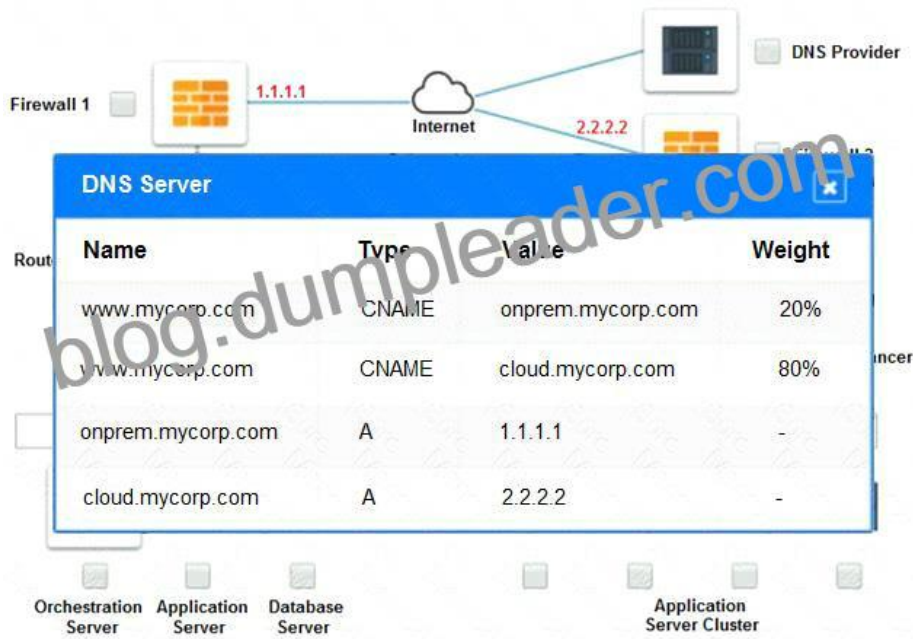 DNS Provider
1.1.1.1
Firewall 1
Internet
2.2.2.2
DNS Server
Name Type Value Weight
www.mycorp.com CNAME onprem.mycorp.com 20%
www.mycorp.com CNAME cloud.mycorp.com 80%
onprem.mycorp.com A 1.1.1.1 -
cloud.mycorp.com A 2.2.2.2 -
blog.dumpleader.com
Orchestration Server
Application Server
Database Server
Application Server Cluster